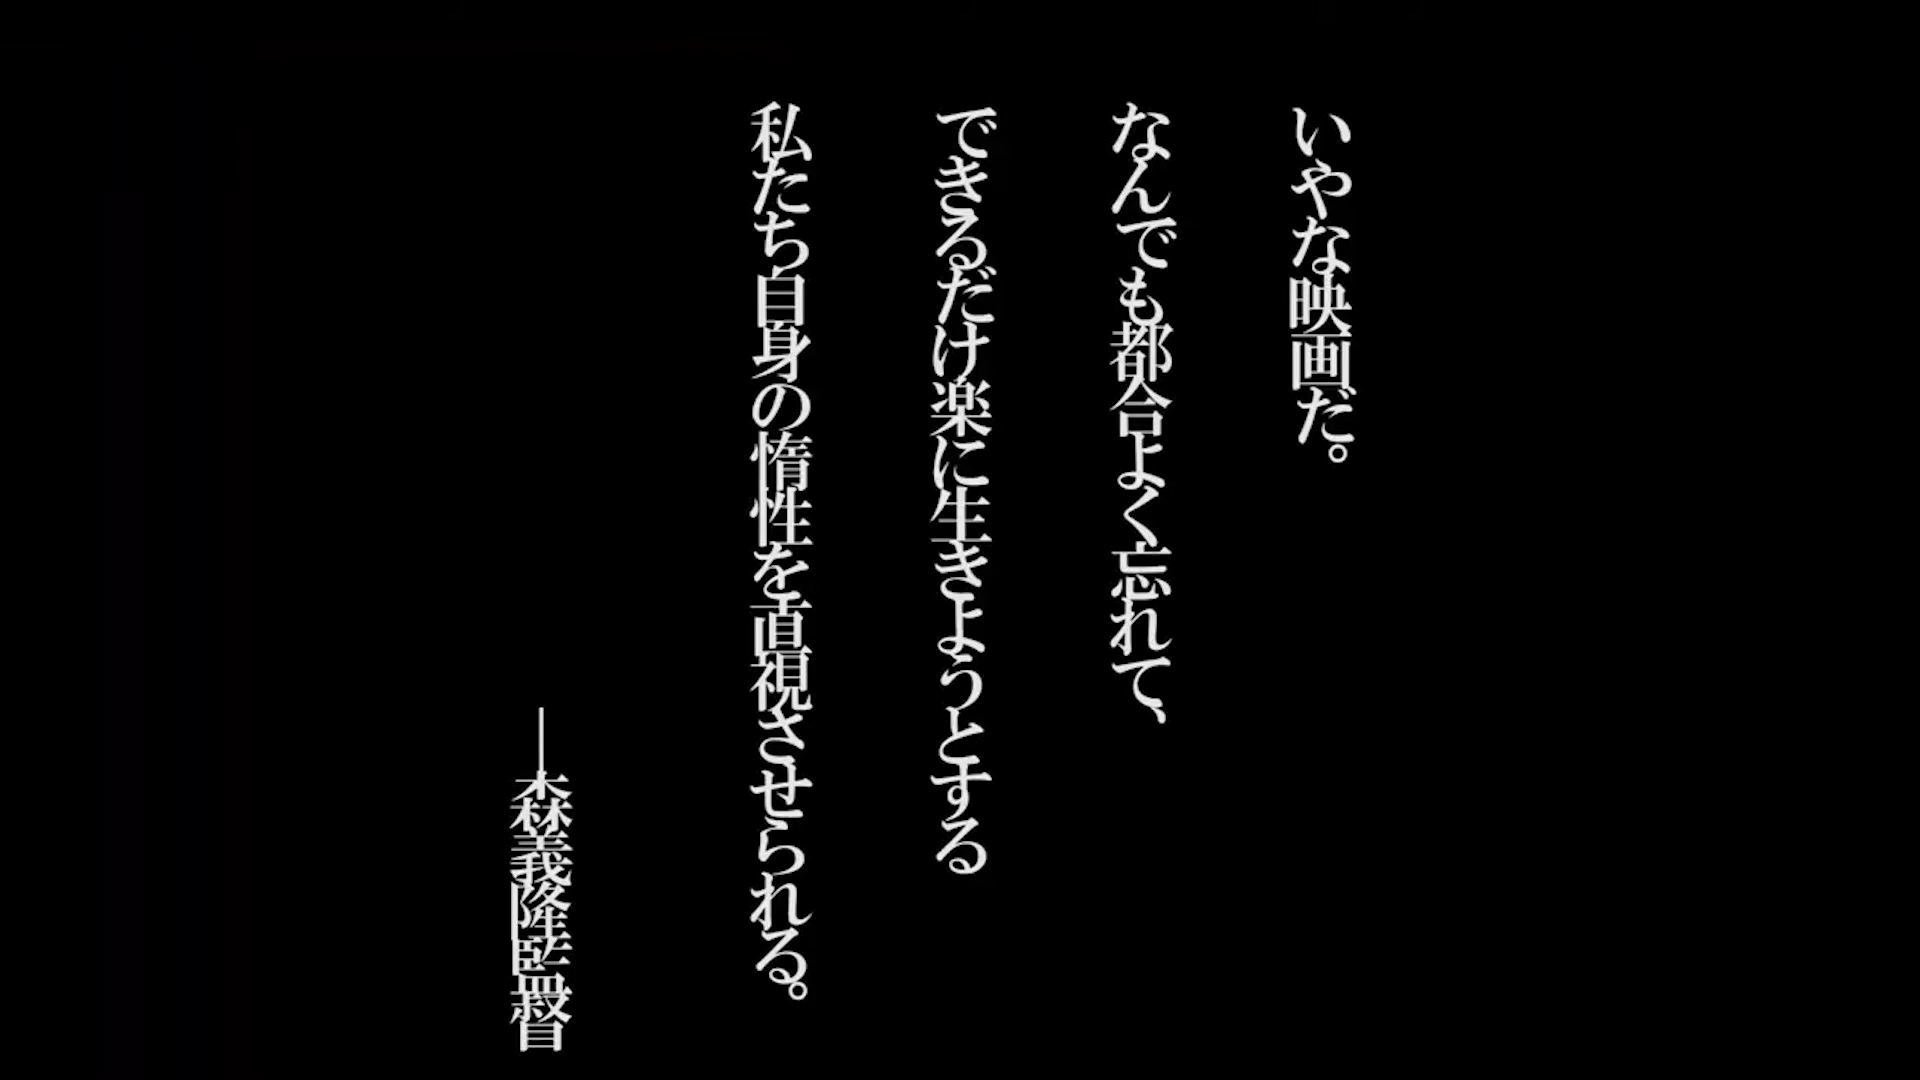 いやな映画だ。
なんでも都合よく忘れて、
できるだけ楽に生きようとする
私たち自身の惰性を直視させられる。
―森義隆監督